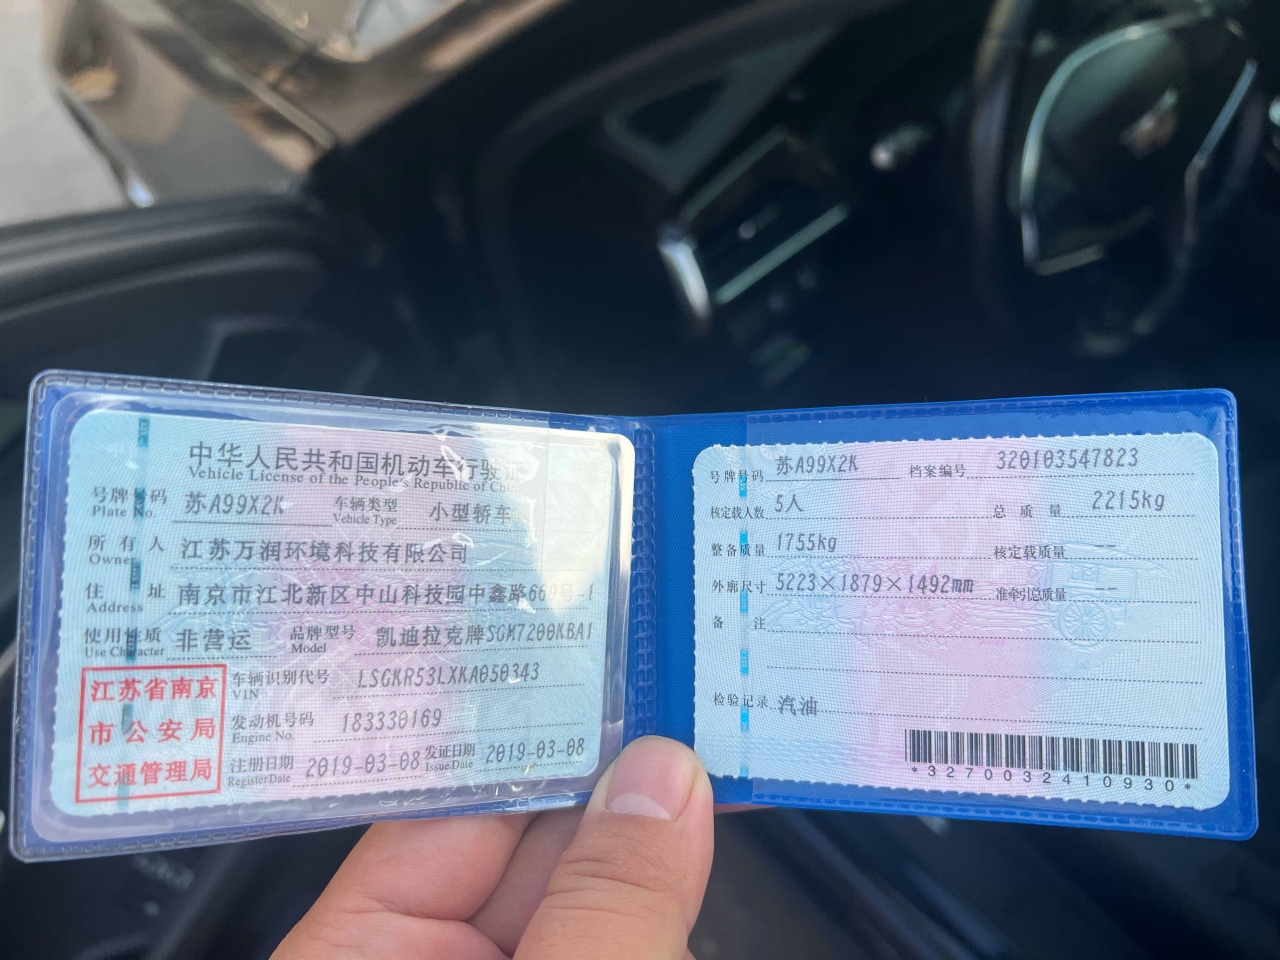 中华人民共和国机动车行驶证
Vehicle License of the People's Republic of Chi
号牌号码 Plate No. 苏A99X2K 车辆类型 Vehicle Type 小型轿车
所有人 Owner 江苏万润环境科技有限公司
住址 Address 南京市江北新区中山科技园中鑫路669号-1
使用性质 Use Character 非营运 品牌型号 Model 凯迪拉克牌SGM7200KBA1
江苏省南京
市公安局
交通管理局
车辆识别代号 VIN LSGKR53LXKA050343
发动机号码 Engine No. 183330169
注册日期 Register Date 2019-03-08 发证日期 Issue Date 2019-03-08
号牌号码 苏A99X2K 档案编号 320103547823
核定载人数 5人 总质量 2215kg
整备质量 1755kg 核定载质量 --
外廓尺寸 5223×1879×1492mm 准牵引总质量 --
备注
检验记录 汽油
*3270032410930*